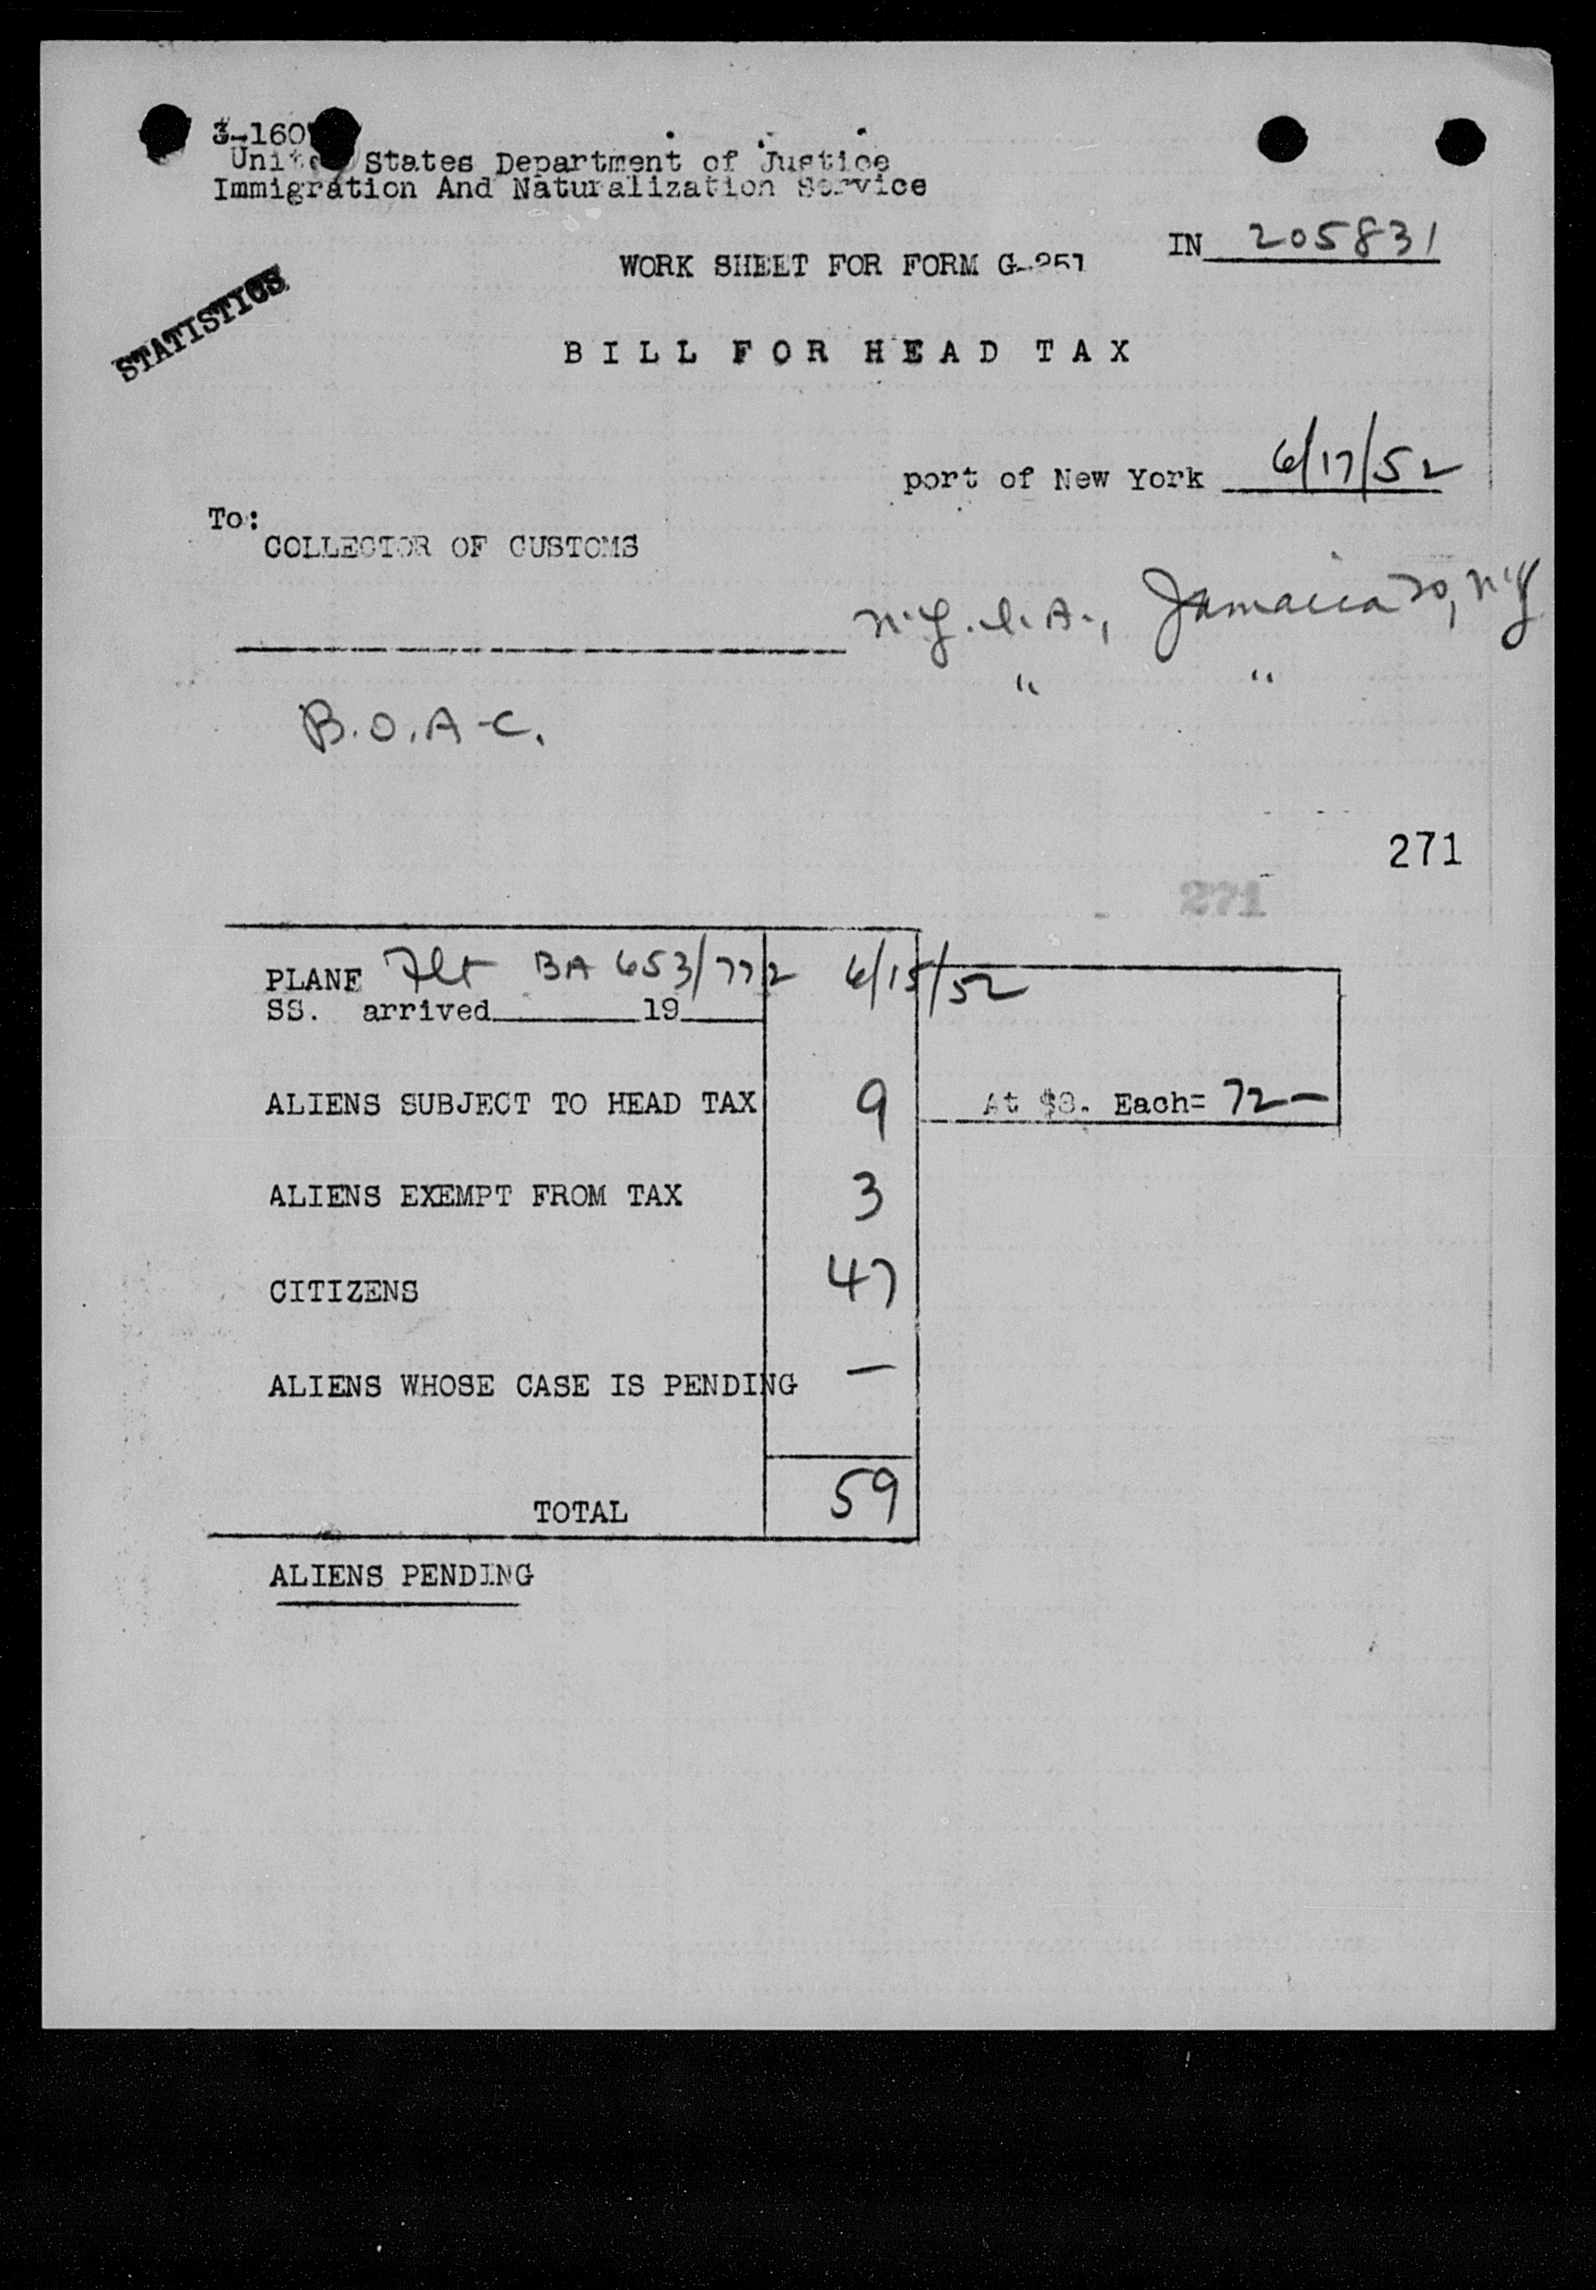 3-160
United States Department of Justice
Immigration And Naturalization Service
IN 205831
WORK SHEET FOR FORM G-251
STATISTICS
BILL FOR HEAD TAX
port of New York 6/17/52
To:
COLLECTOR OF CUSTOMS
N.Y.I.A., Jamaica 30, NY
" "
B.O.A.C.
271
271
PLANE Flt BA 653/772 6/15/52
SS. arrived 19
ALIENS SUBJECT TO HEAD TAX 9 At $8. Each= 72-
ALIENS EXEMPT FROM TAX 3
CITIZENS 47
ALIENS WHOSE CASE IS PENDING —
TOTAL 59
ALIENS PENDING